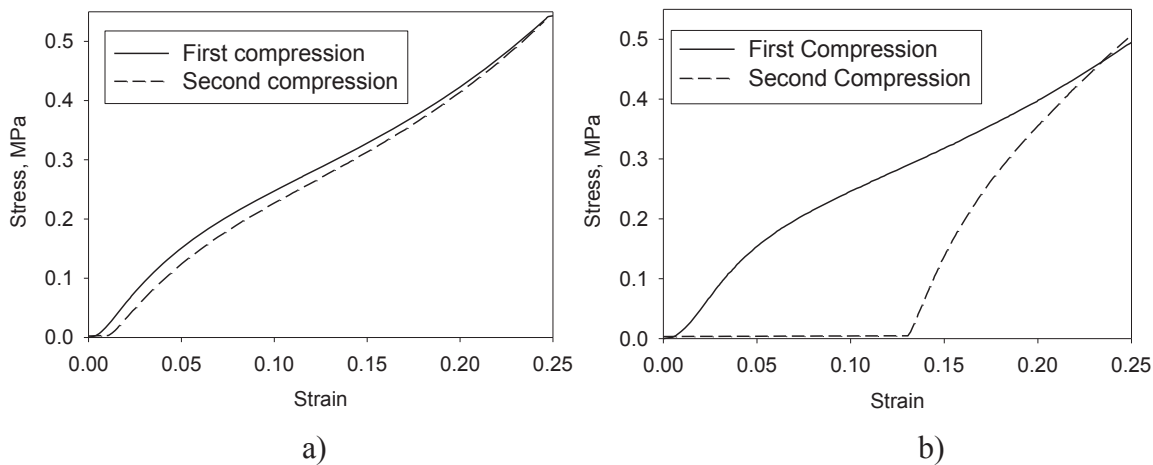 First compression
Second compression
Stress, MPa
0.5
0.4
0.3
0.2
0.1
0.0
0.00 0.05 0.10 0.15 0.20 0.25
Strain
a)
First Compression
Second Compression
Stress, MPa
0.5
0.4
0.3
0.2
0.1
0.0
0.00 0.05 0.10 0.15 0.20 0.25
Strain
b)